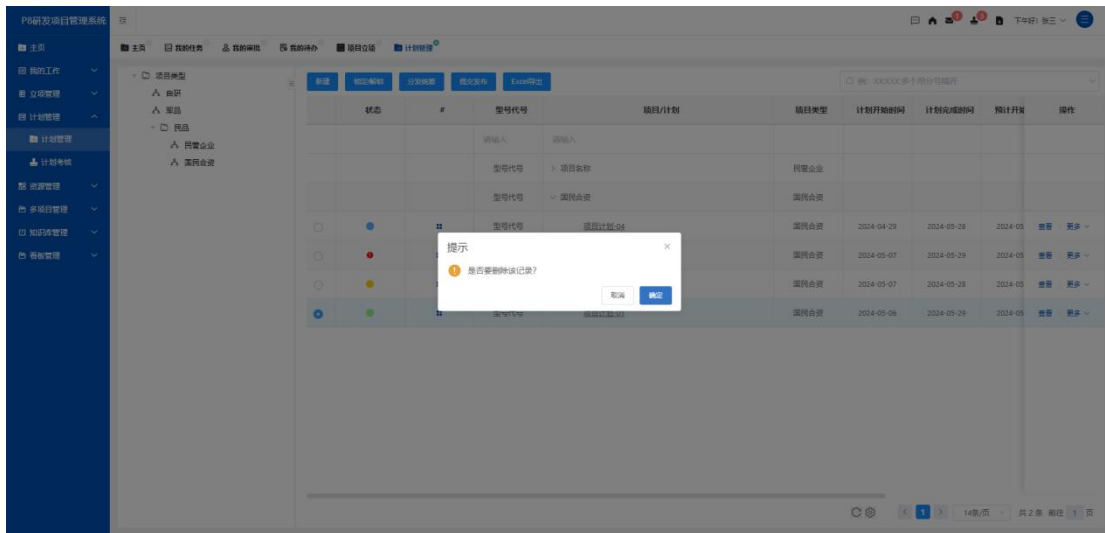 P8研发项目管理系统
下午好! 张三
主页
我的工作
立项管理
计划管理
计划管理
计划考核
资源管理
多项目管理
知识库管理
看板管理
主页 我的任务 我的审批 我的待办 项目立项 计划管理
项目类型
自研
军品
民品
民营企业
国民合资
新建 锁定/解锁 分发统筹 提交发布 Excel导出 例: XXXXX多个用分号隔开
状态 # 型号代号 项目/计划 项目类型 计划开始时间 计划完成时间 预计开始 操作
请输入 请输入
型号代号 项目名称 民营企业
型号代号 国民合资 国民合资
型号代号 项目计划-04 国民合资 2024-04-29 2024-05-28 2024-05 查看 更多
国民合资 2024-05-07 2024-05-29 2024-05 查看 更多
国民合资 2024-05-07 2024-05-28 2024-05 查看 更多
型号代号 项目计划-01 国民合资 2024-05-06 2024-05-29 2024-05 查看 更多
提示
是否要删除该记录?
取消 确定
1 14条/页 共 2 条 前往 1 页